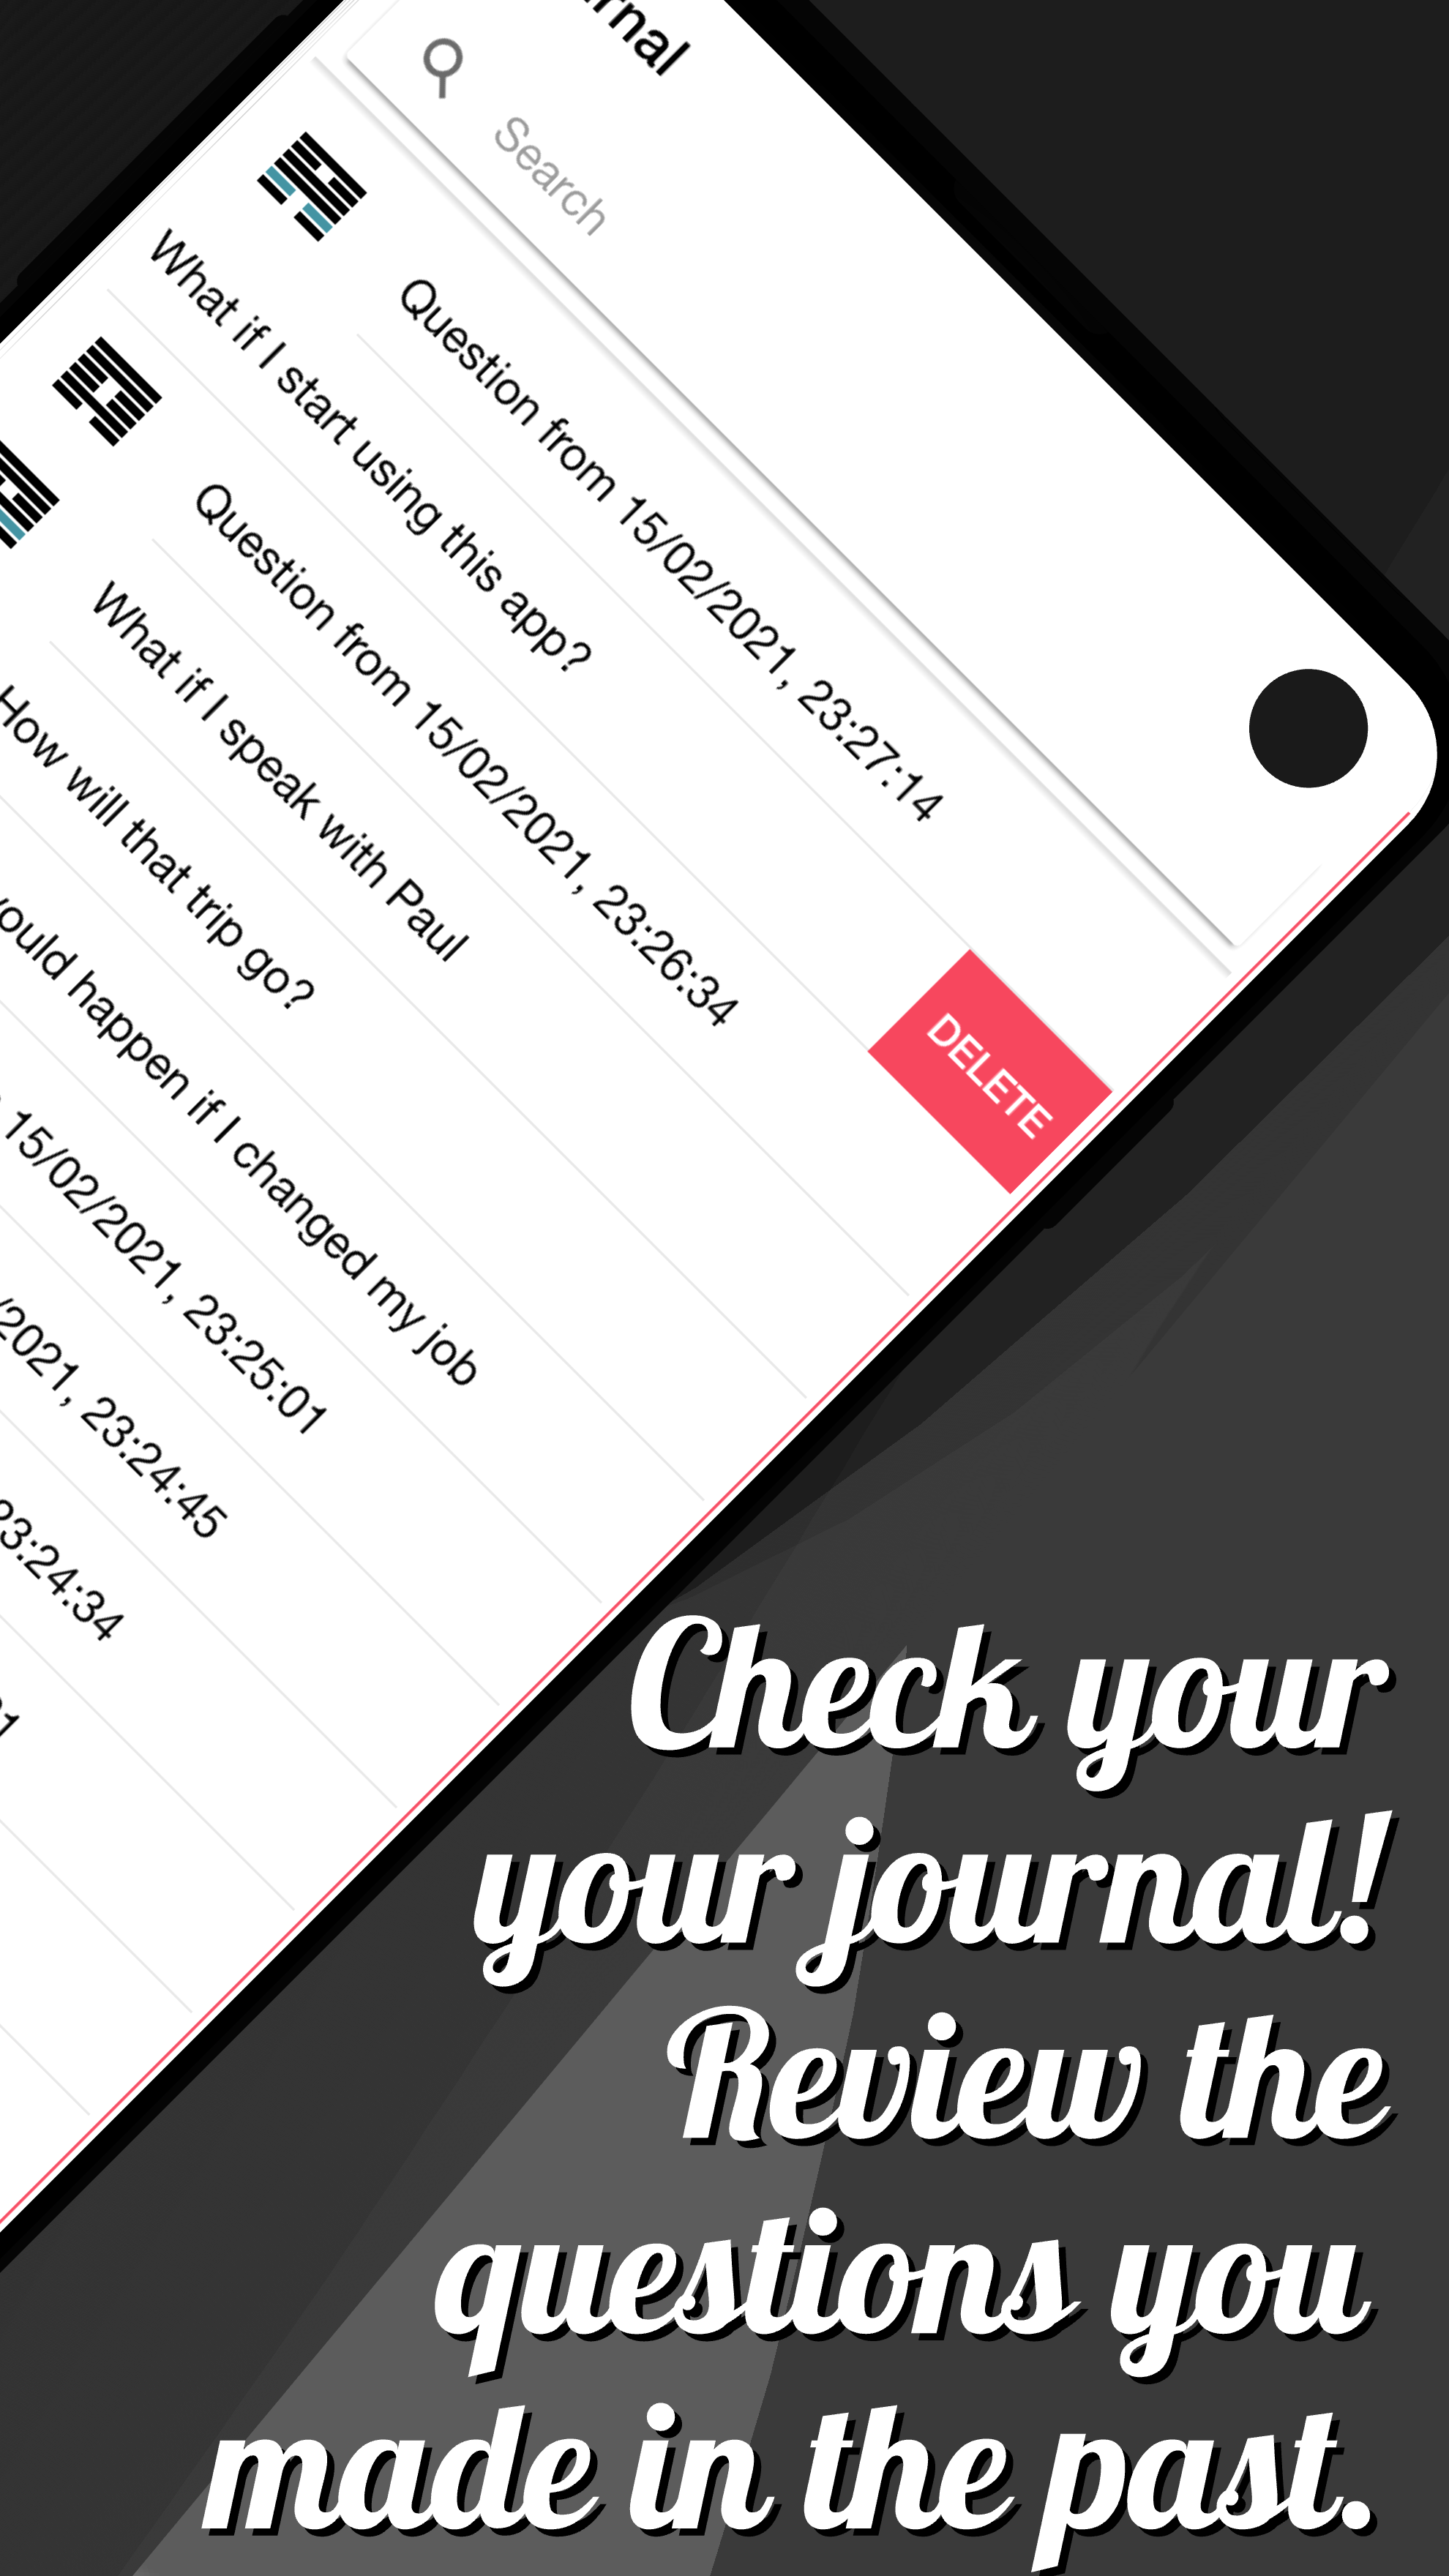 Search
Question from 15/02/2021, 23:27:14
What if I start using this app?
DELETE
Question from 15/02/2021, 23:26:34
What if I speak with Paul
How will that trip go?
happen if I changed my job
15/02/2021, 23:25:01
2021, 23:24:45
23:24:34
Check your
your journal!
Review the
questions you
made in the past.